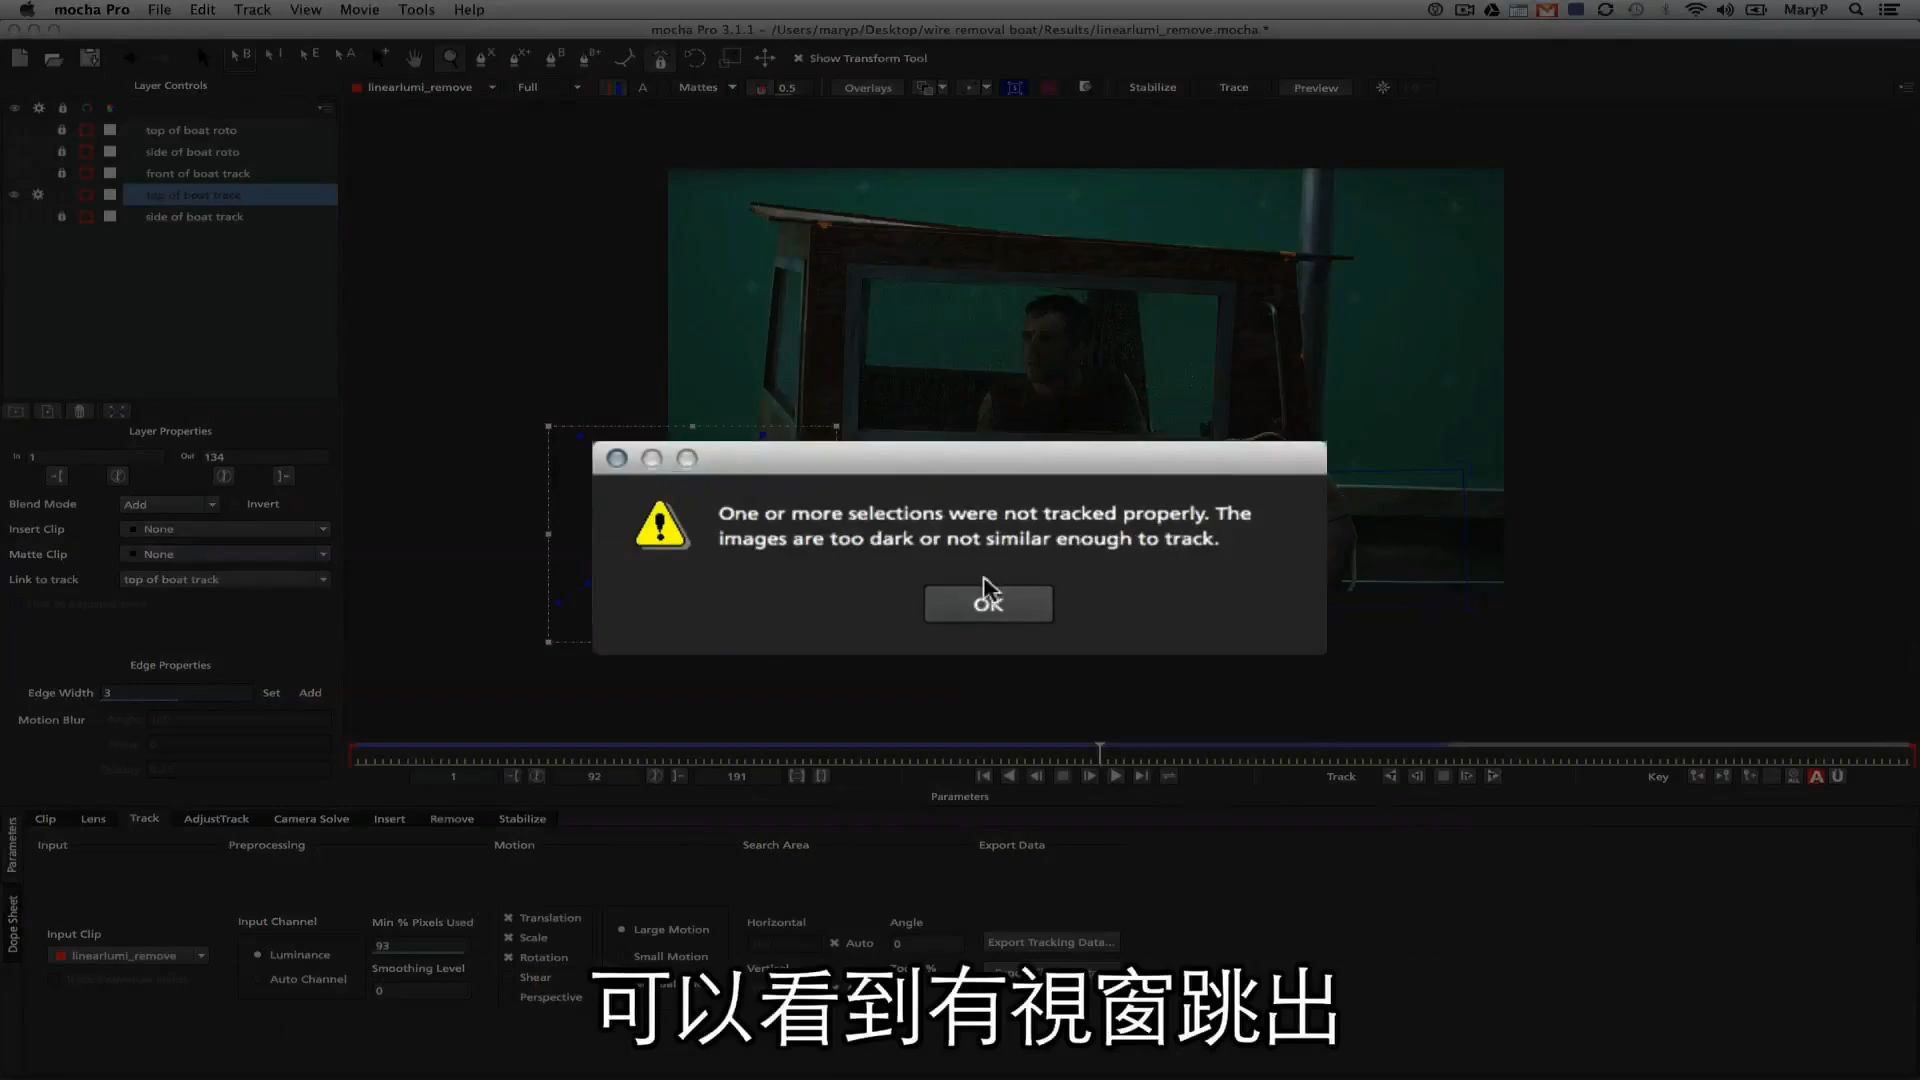 mocha Pro File Edit Track View Movie Tools Help MaryP
mocha Pro 3.1.1 - /Users/maryp/Desktop/wire removal boat/Results/linearlumi_remove.mocha *
B I E A X X+ B B+ Show Transform Tool
Layer Controls
linearlumi_remove Full A Mattes 0.5 Overlays Stabilize Trace Preview
top of boat roto
side of boat roto
front of boat track
top of boat track
side of boat track
Layer Properties
In 1 Out 134
Blend Mode Add Invert
Insert Clip None
Matte Clip None
Link to track top of boat track
Edge Properties
Edge Width 3 Set Add
Motion Blur
One or more selections were not tracked properly. The
images are too dark or not similar enough to track.
OK
1 92 191 Track Key A Ü
Parameters
Parameters
Dope Sheet
Clip Lens Track AdjustTrack Camera Solve Insert Remove Stabilize
Input Preprocessing Motion Search Area Export Data
Input Clip
linearlumi_remove
Input Channel
Luminance
Auto Channel
Min % Pixels Used
93
Smoothing Level
0
Translation
Scale
Rotation
Shear
Perspective
Large Motion
Small Motion
Horizontal
Auto
Angle
0
Export Tracking Data...
可以看到有視窗跳出